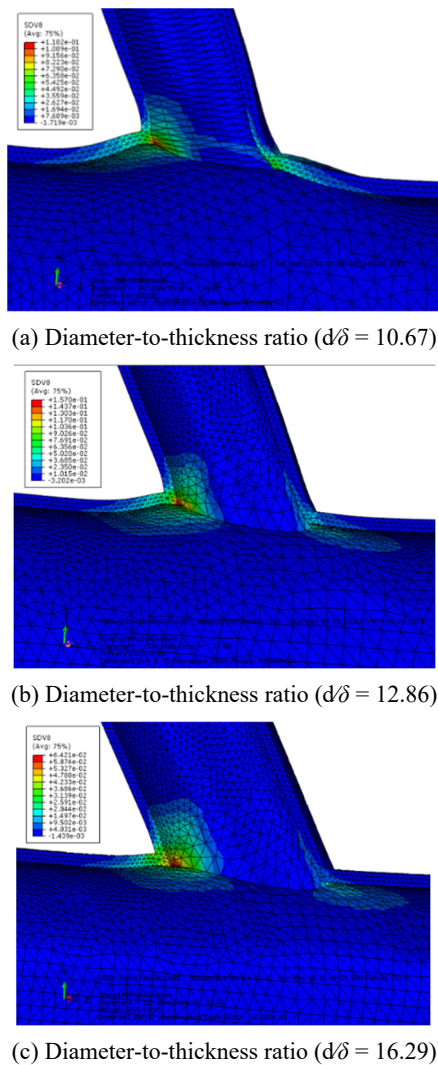 SDV8
(Avg: 75%)
+1.102e-01
+1.009e-01
+9.156e-02
+8.223e-02
+7.290e-02
+6.358e-02
+5.425e-02
+4.492e-02
+3.559e-02
+2.627e-02
+1.694e-02
+7.609e-03
-1.719e-03
(a) Diameter-to-thickness ratio (d/δ = 10.67)
SDV8
(Avg: 75%)
+1.570e-01
+1.437e-01
+1.303e-01
+1.170e-01
+1.036e-01
+9.026e-02
+7.691e-02
+6.356e-02
+5.020e-02
+3.685e-02
+2.350e-02
+1.015e-02
-3.202e-03
(b) Diameter-to-thickness ratio (d/δ = 12.86)
SDV8
(Avg: 75%)
+6.421e-02
+5.874e-02
+5.327e-02
+4.780e-02
+4.233e-02
+3.686e-02
+3.139e-02
+2.591e-02
+2.044e-02
+1.497e-02
+9.502e-03
+4.031e-03
-1.439e-03
(c) Diameter-to-thickness ratio (d/δ = 16.29)